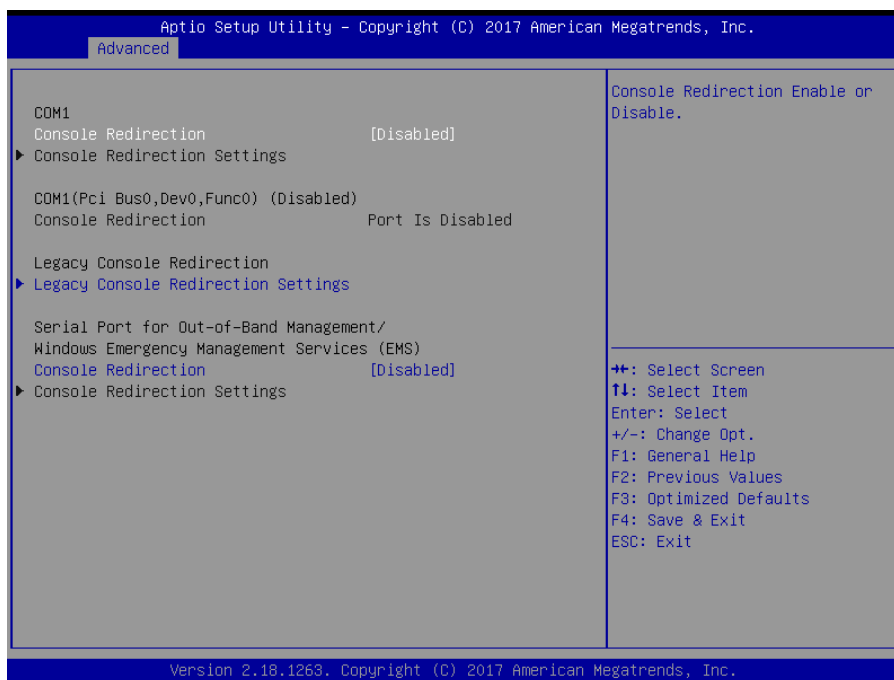 Aptio Setup Utility – Copyright (C) 2017 American Megatrends, Inc.
Advanced
COM1
Console Redirection [Disabled]
▶ Console Redirection Settings
COM1(Pci Bus0,Dev0,Func0) (Disabled)
Console Redirection Port Is Disabled
Legacy Console Redirection
▶ Legacy Console Redirection Settings
Serial Port for Out-of-Band Management/
Windows Emergency Management Services (EMS)
Console Redirection [Disabled]
▶ Console Redirection Settings
Console Redirection Enable or
Disable.
→←: Select Screen
↑↓: Select Item
Enter: Select
+/-: Change Opt.
F1: General Help
F2: Previous Values
F3: Optimized Defaults
F4: Save & Exit
ESC: Exit
Version 2.18.1263. Copyright (C) 2017 American Megatrends, Inc.